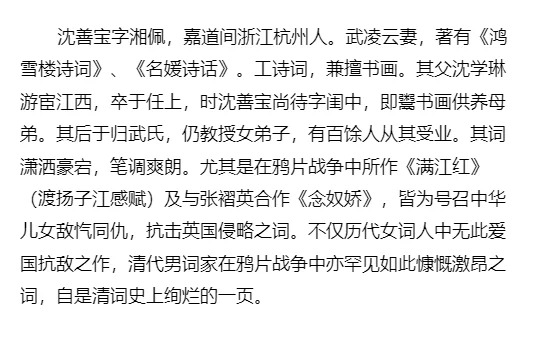 沈善宝字湘佩，嘉道间浙江杭州人。武凌云妻，著有《鸿
雪楼诗词》、《名媛诗话》。工诗词，兼擅书画。其父沈学琳
游宦江西，卒于任上，时沈善宝尚待字闺中，即鬻书画供养母
弟。其后于归武氏，仍教授女弟子，有百馀人从其受业。其词
潇洒豪宕，笔调爽朗。尤其是在鸦片战争中所作《满江红》
（渡扬子江感赋）及与张褶英合作《念奴娇》，皆为号召中华
儿女敌忾同仇，抗击英国侵略之词。不仅历代女词人中无此爱
国抗敌之作，清代男词家在鸦片战争中亦罕见如此慷慨激昂之
词，自是清词史上绚烂的一页。